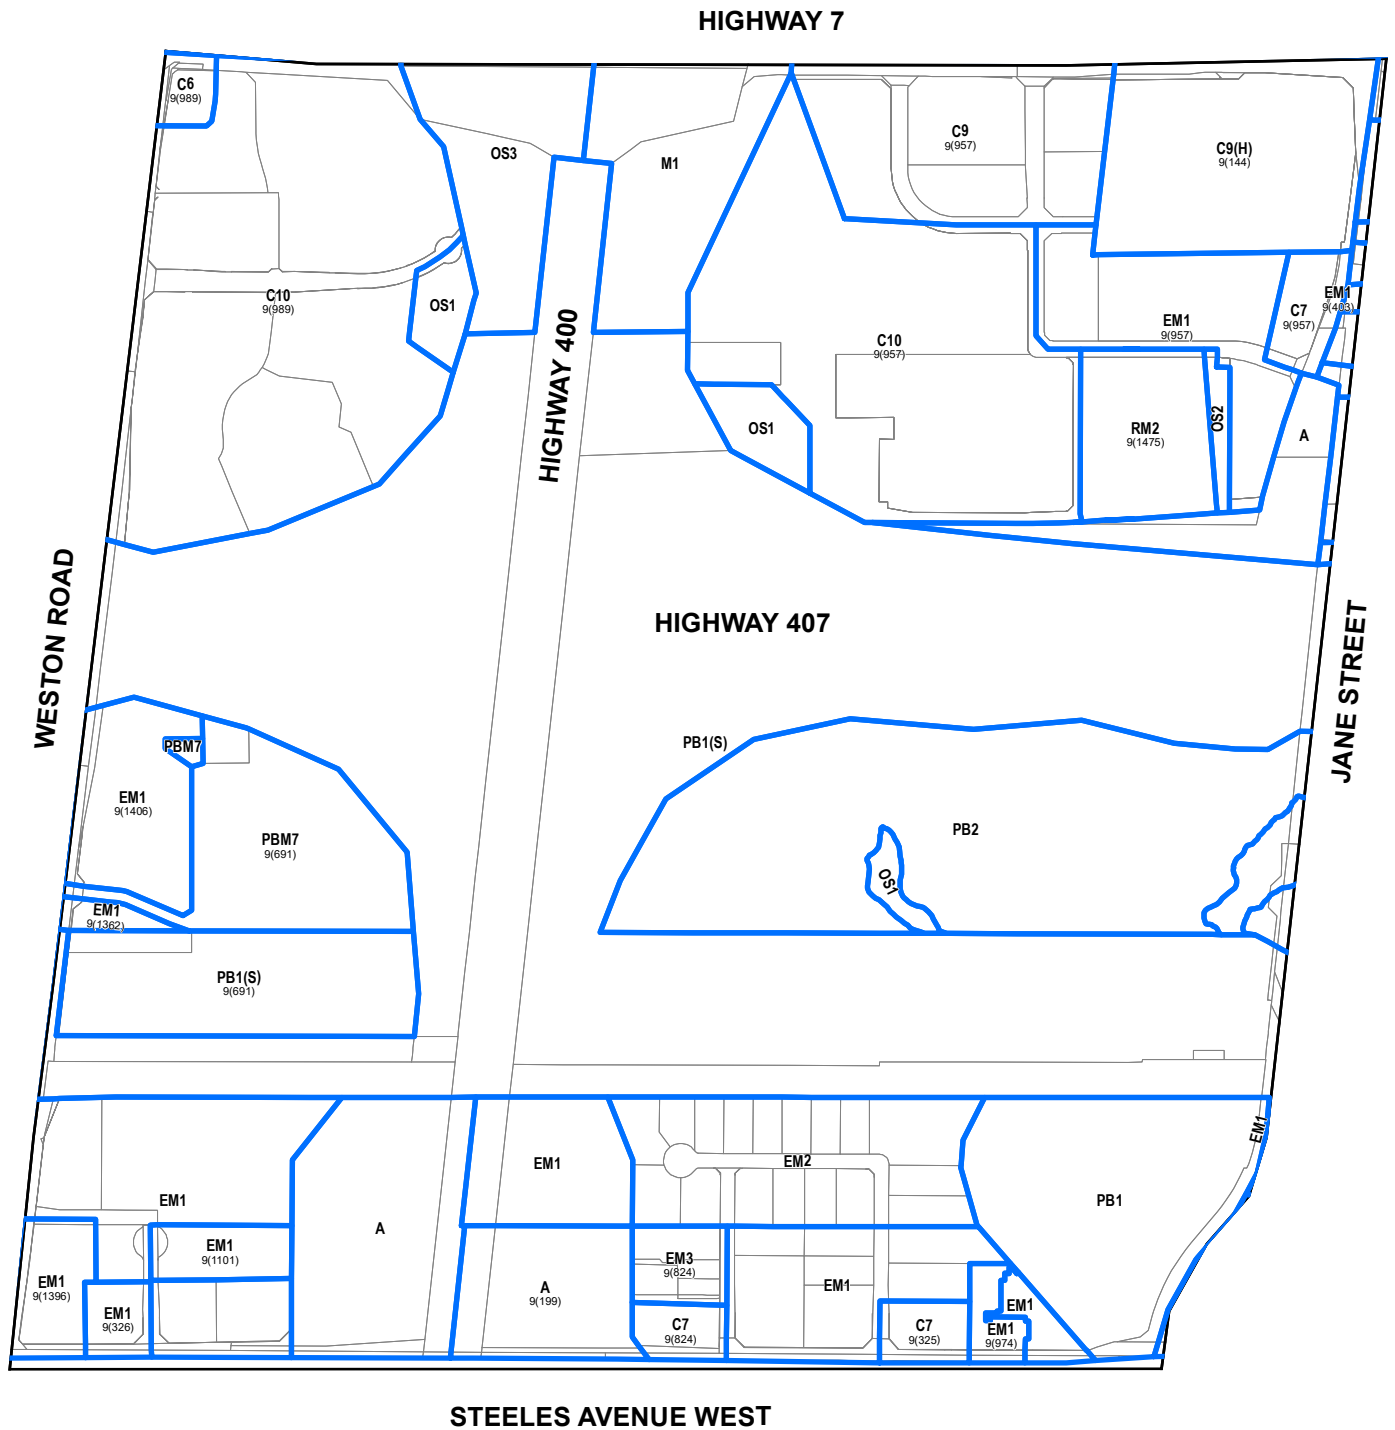 HIGHWAY 7
C6
9(989)
OS3
M1
C9
9(957)
C9(H)
9(144)
C10
9(989)
OS1
HIGHWAY 400
C10
9(957)
EM1
9(957)
C7
9(957)
EM1
9(403)
OS1
RM2
9(1475)
OS2
A
WESTON ROAD
HIGHWAY 407
JANE STREET
PBM7
EM1
9(1406)
PBM7
9(691)
PB1(S)
PB2
OS1
EM1
9(1362)
PB1(S)
9(691)
EM1
EM1
EM2
EM1
PB1
A
EM1
9(1101)
EM1
9(1396)
EM1
9(326)
A
9(199)
EM3
9(824)
C7
9(824)
EM1
C7
9(325)
EM1
EM1
9(974)
STEELES AVENUE WEST